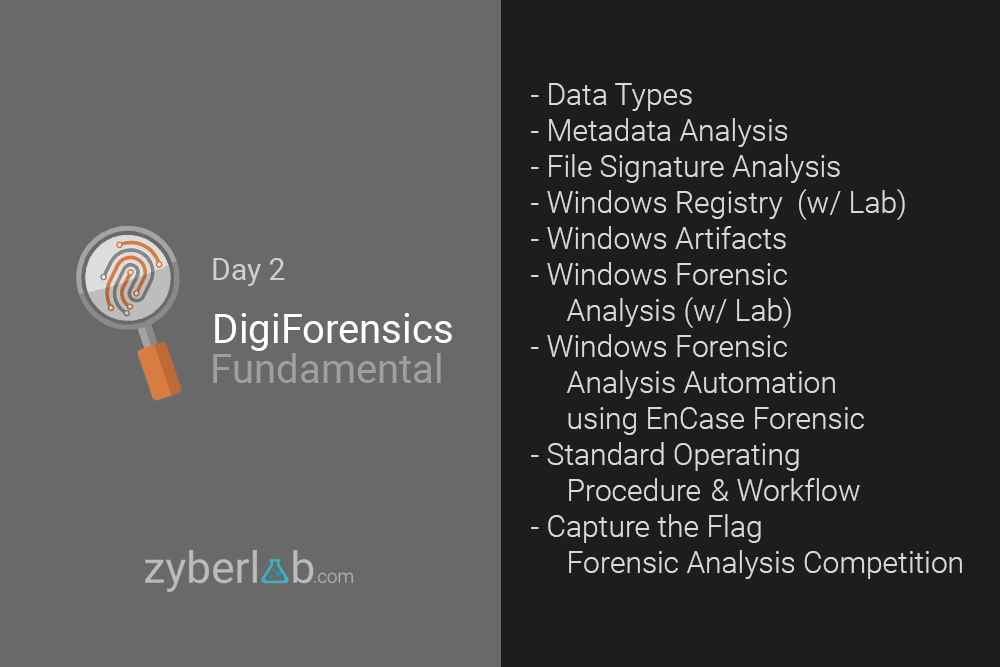 Day 2
DigiForensics
Fundamental
zyberlab.com
- Data Types
- Metadata Analysis
- File Signature Analysis
- Windows Registry  (w/ Lab)
- Windows Artifacts
- Windows Forensic
Analysis (w/ Lab)
- Windows Forensic
Analysis Automation
using EnCase Forensic
- Standard Operating
Procedure & Workflow
- Capture the Flag
Forensic Analysis Competition